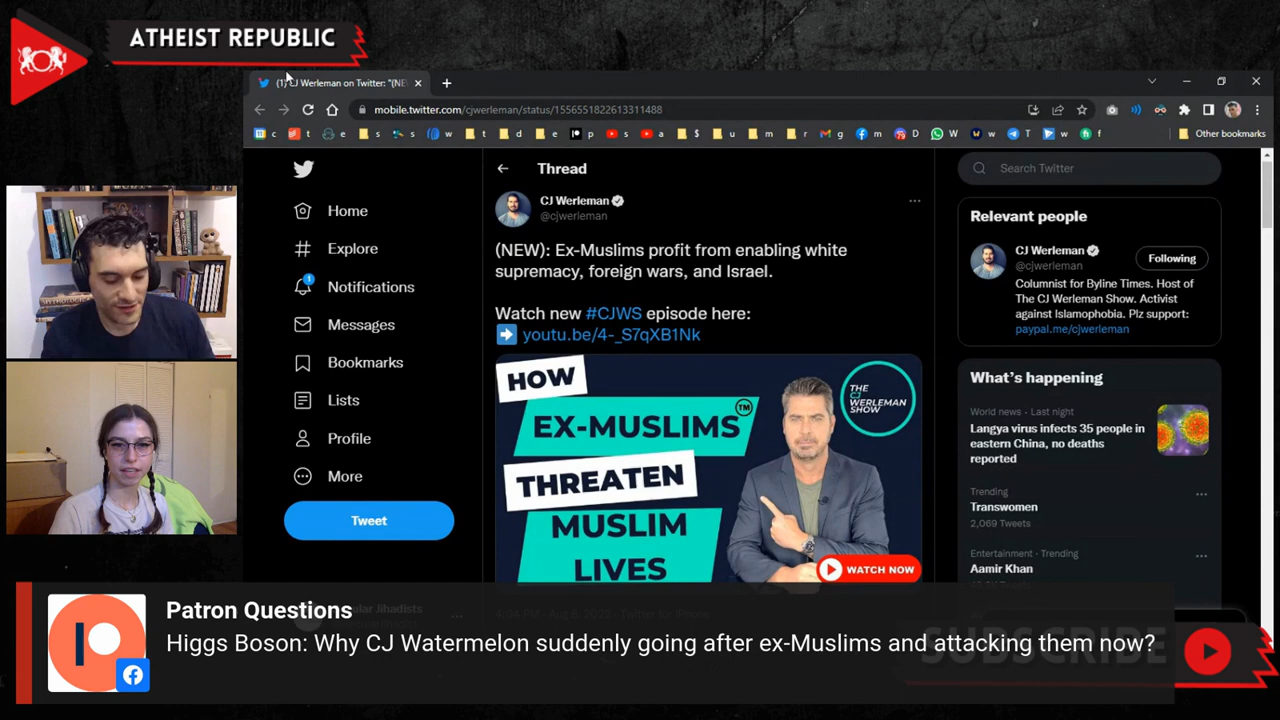 ATHEIST REPUBLIC
(1) CJ Werleman on Twitter: "(NE
mobile.twitter.com/cjwerleman/status/1556551822613311488
c t e s s w t d e p s a $ u m r g m D W w T w f Other bookmarks
Thread
Search Twitter
Home
Explore
Notifications
1
Messages
Bookmarks
Lists
Profile
More
Tweet
CJ Werleman
@cjwerleman
(NEW): Ex-Muslims profit from enabling white
supremacy, foreign wars, and Israel.
Watch new #CJWS episode here:
youtu.be/4-_S7qXB1Nk
HOW
EX-MUSLIMS TM
THREATEN
MUSLIM
LIVES
THE
CJ
WERLEMAN
SHOW
WATCH NOW
Relevant people
CJ Werleman
@cjwerleman
Following
Columnist for Byline Times. Host of
The CJ Werleman Show. Activist
against Islamophobia. Plz support:
paypal.me/cjwerleman
What's happening
World news · Last night
Langya virus infects 35 people in
eastern China, no deaths
reported
Trending
Transwomen
2,069 Tweets
Entertainment · Trending
Aamir Khan
Patron Questions
Higgs Boson: Why CJ Watermelon suddenly going after ex-Muslims and attacking them now?
SUBSCRIBE